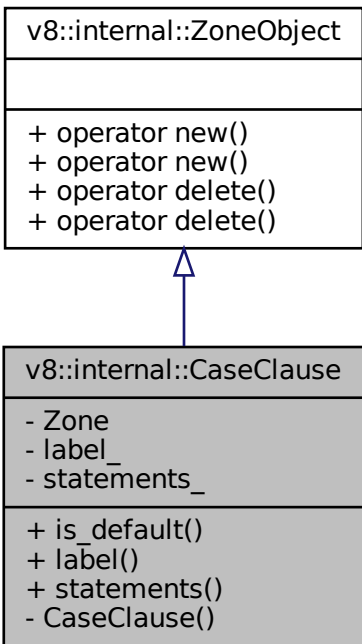 v8::internal::ZoneObject
+ operator new()
+ operator new()
+ operator delete()
+ operator delete()
v8::internal::CaseClause
- Zone
- label_
- statements_
+ is_default()
+ label()
+ statements()
- CaseClause()